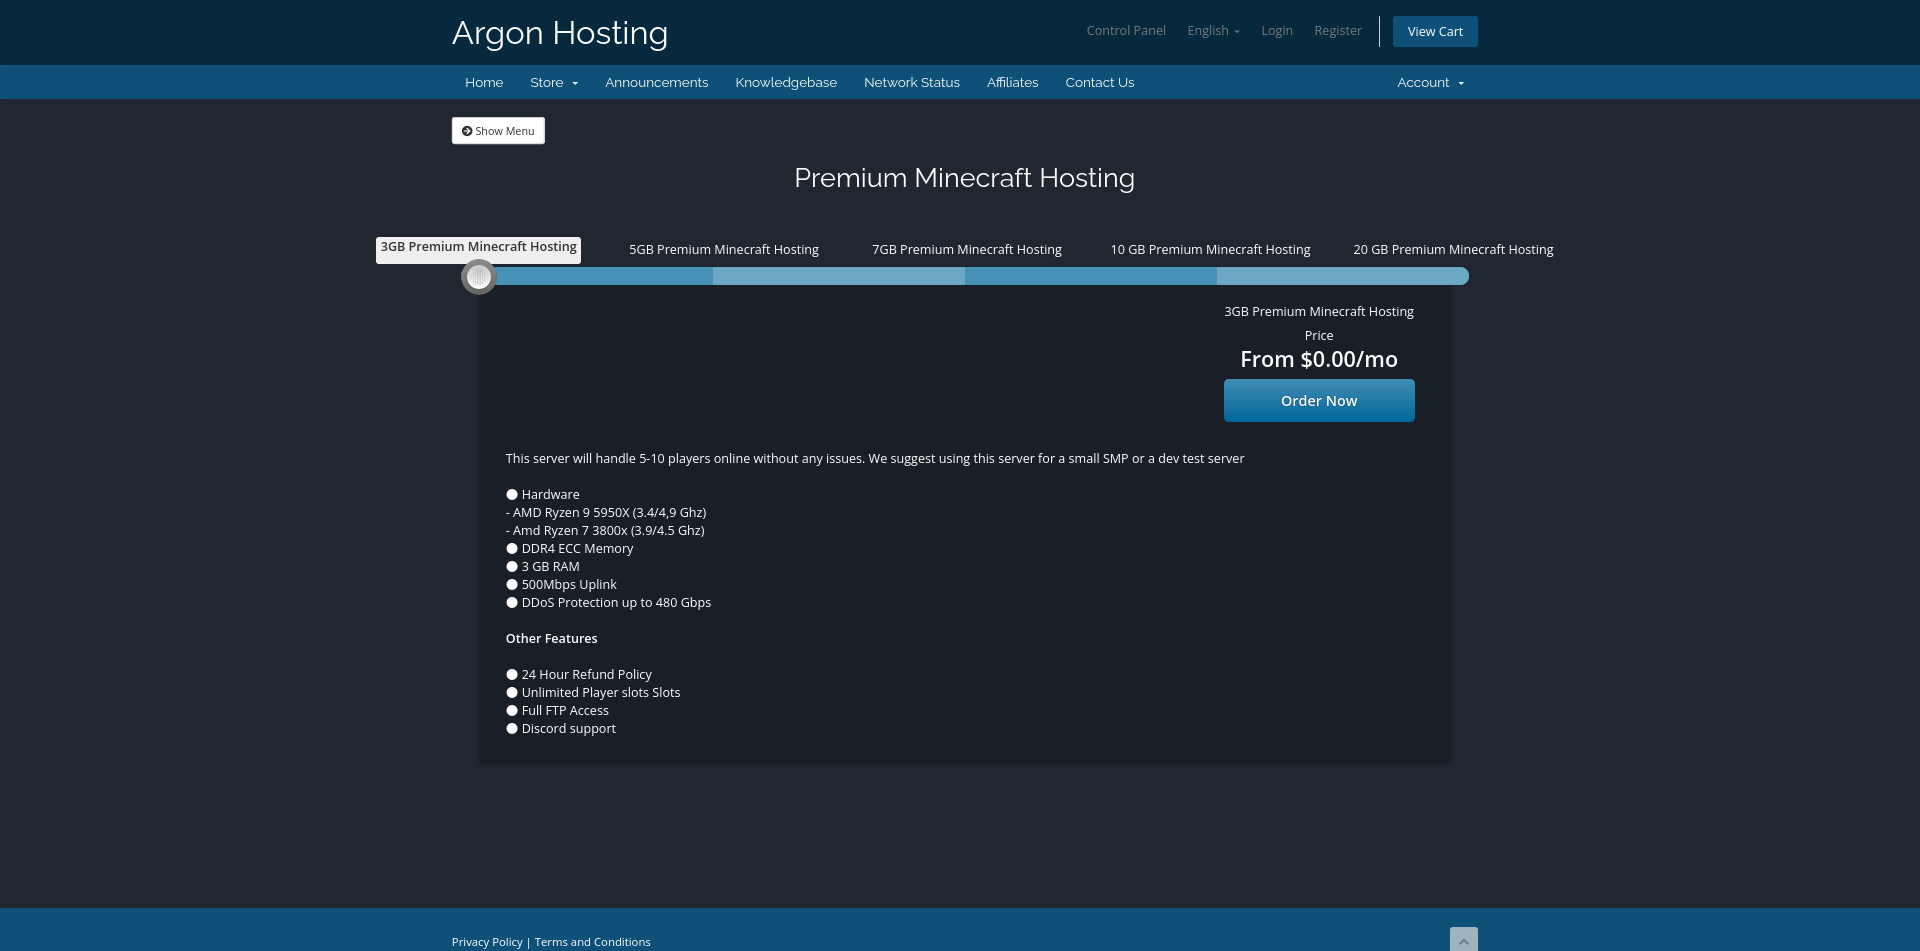 Argon Hosting
Control Panel English Login Register View Cart
Home Store Announcements Knowledgebase Network Status Affiliates Contact Us Account
Show Menu
Premium Minecraft Hosting
3GB Premium Minecraft Hosting 5GB Premium Minecraft Hosting 7GB Premium Minecraft Hosting 10 GB Premium Minecraft Hosting 20 GB Premium Minecraft Hosting
3GB Premium Minecraft Hosting
Price
From $0.00/mo
Order Now
This server will handle 5-10 players online without any issues. We suggest using this server for a small SMP or a dev test server
● Hardware
- AMD Ryzen 9 5950X (3.4/4,9 Ghz)
- Amd Ryzen 7 3800x (3.9/4.5 Ghz)
● DDR4 ECC Memory
● 3 GB RAM
● 500Mbps Uplink
● DDoS Protection up to 480 Gbps
Other Features
● 24 Hour Refund Policy
● Unlimited Player slots Slots
● Full FTP Access
● Discord support
Privacy Policy | Terms and Conditions